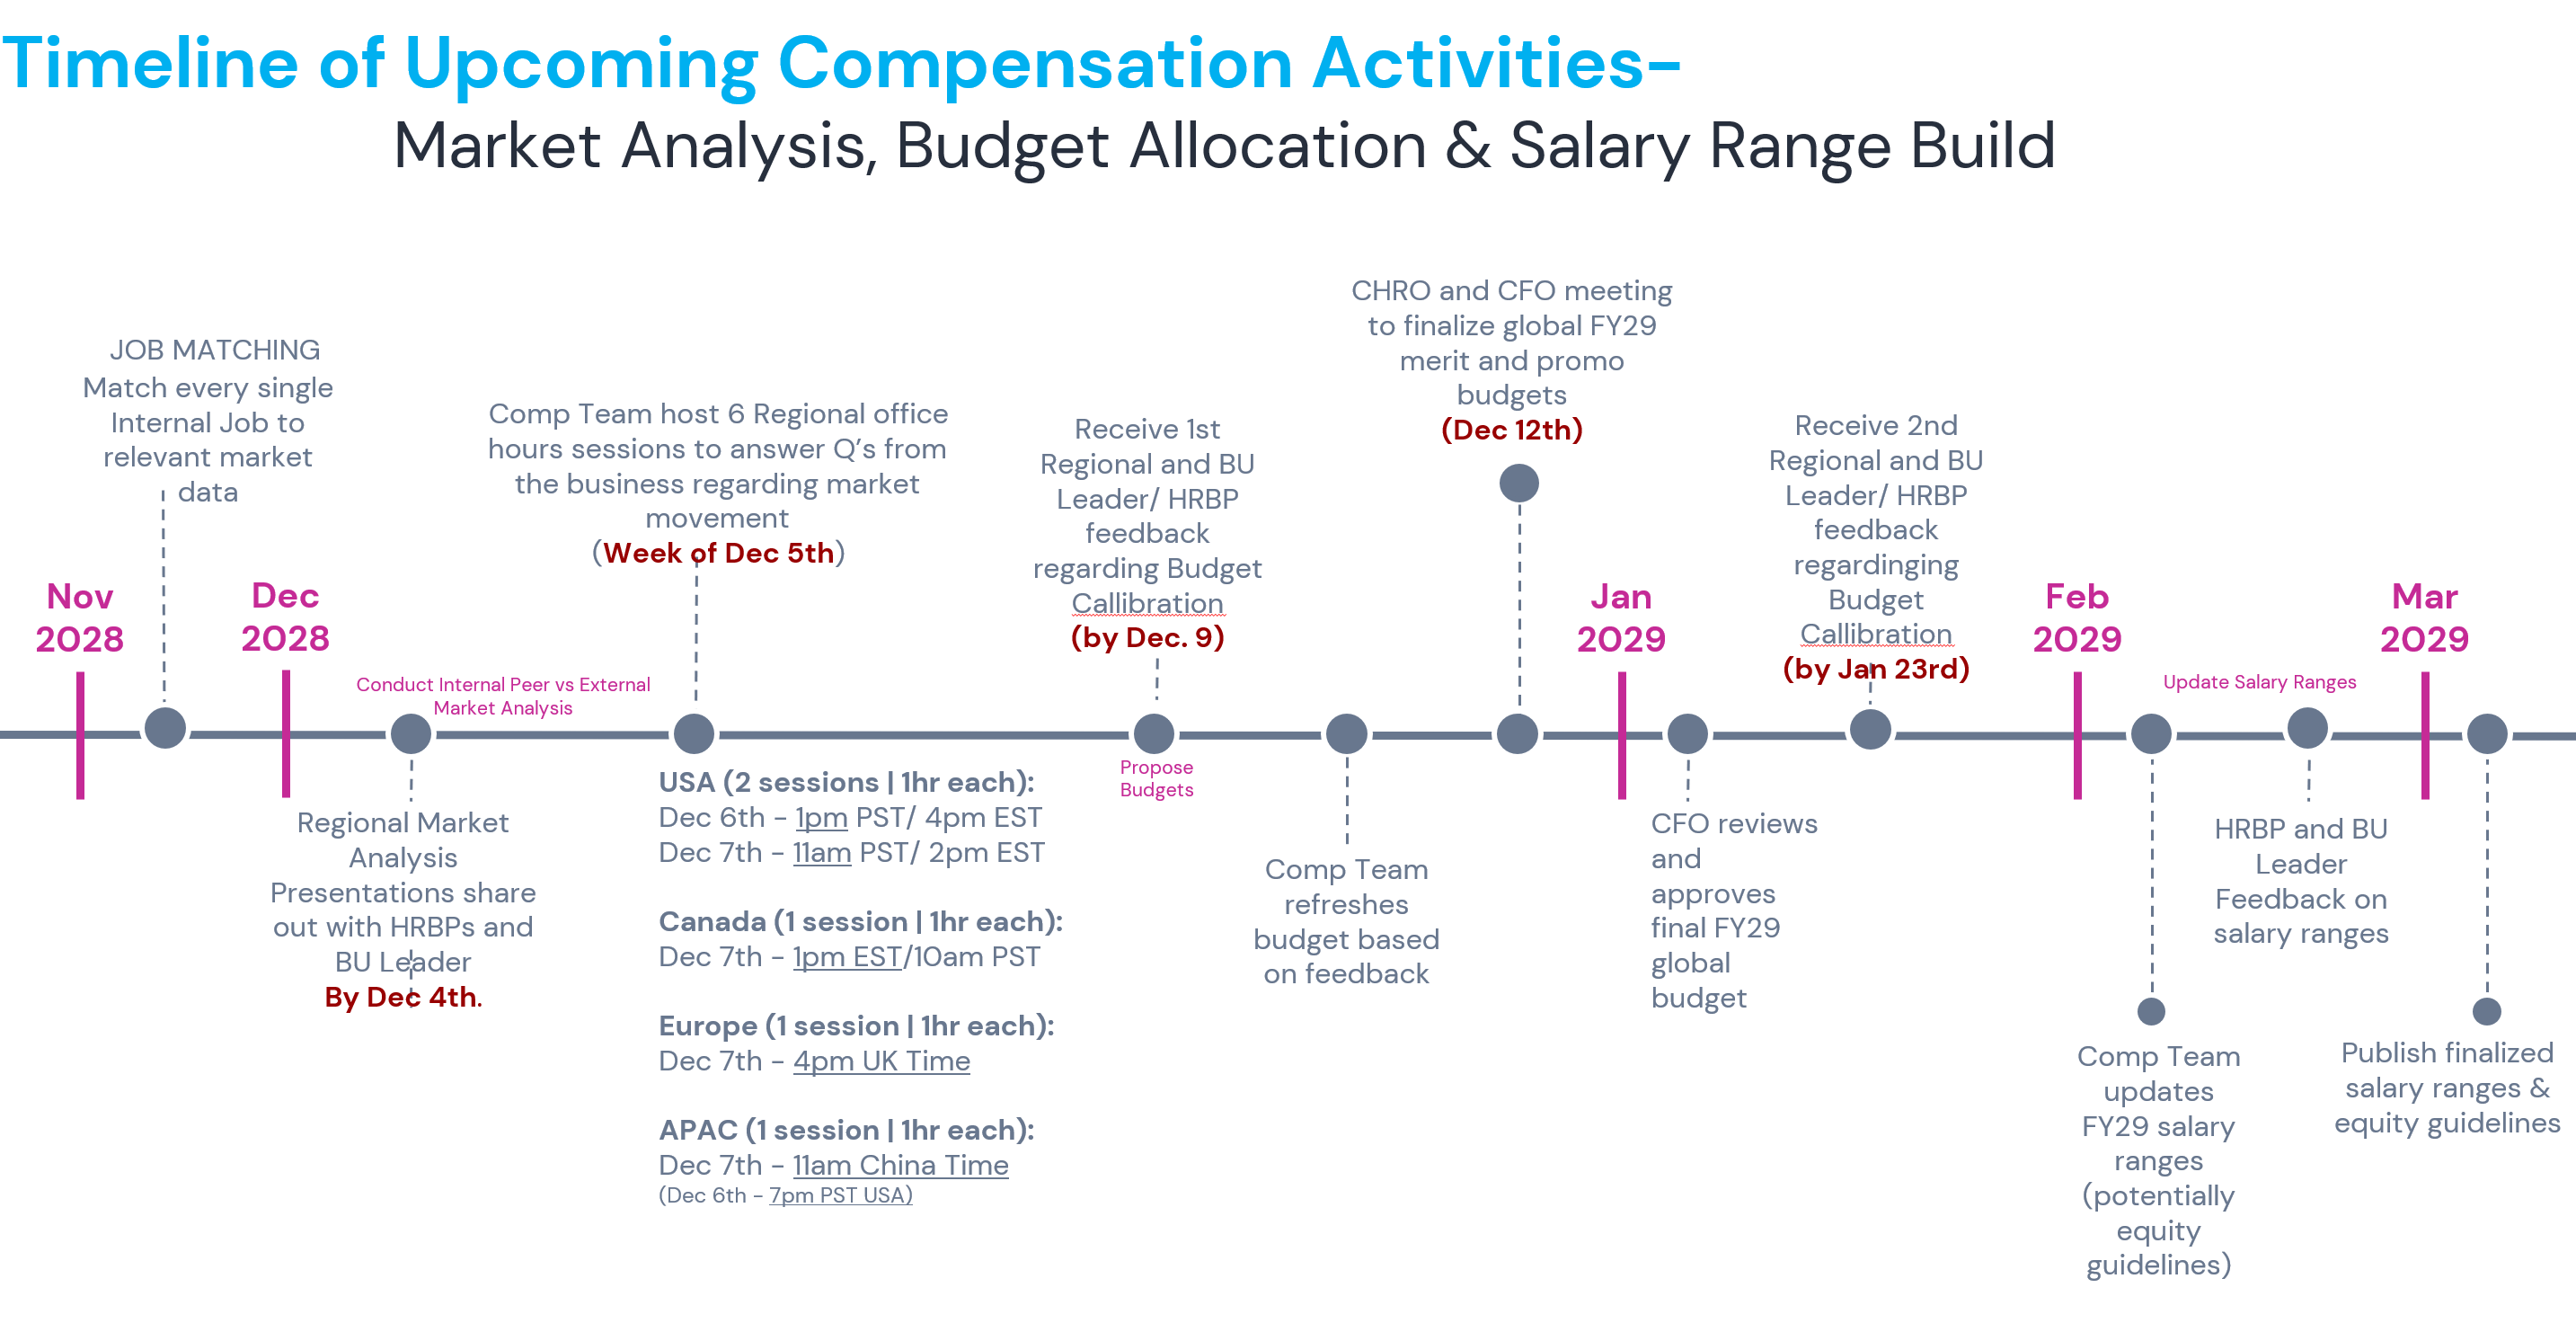 Timeline of Upcoming Compensation Activities-
Market Analysis, Budget Allocation & Salary Range Build
Nov
2028
JOB MATCHING
Match every single
Internal Job to
relevant market
data
Dec
2028
Conduct Internal Peer vs External
Market Analysis
Regional Market
Analysis
Presentations share
out with HRBPs and
BU Leader
By Dec 4th.
Comp Team host 6 Regional office
hours sessions to answer Q’s from
the business regarding market
movement
(Week of Dec 5th)
USA (2 sessions | 1hr each):
Dec 6th - 1pm PST/ 4pm EST
Dec 7th - 11am PST/ 2pm EST
Canada (1 session | 1hr each):
Dec 7th - 1pm EST/10am PST
Europe (1 session | 1hr each):
Dec 7th - 4pm UK Time
APAC (1 session | 1hr each):
Dec 7th - 11am China Time
(Dec 6th - 7pm PST USA)
Receive 1st
Regional and BU
Leader/ HRBP
feedback
regarding Budget
Callibration
(by Dec. 9)
Propose
Budgets
Comp Team
refreshes
budget based
on feedback
CHRO and CFO meeting
to finalize global FY29
merit and promo
budgets
(Dec 12th)
Jan
2029
CFO reviews
and
approves
final FY29
global
budget
Receive 2nd
Regional and BU
Leader/ HRBP
feedback
regardinging
Budget
Callibration
(by Jan 23rd)
Feb
2029
Comp Team
updates
FY29 salary
ranges
(potentially
equity
guidelines)
Update Salary Ranges
HRBP and BU
Leader
Feedback on
salary ranges
Mar
2029
Publish finalized
salary ranges &
equity guidelines